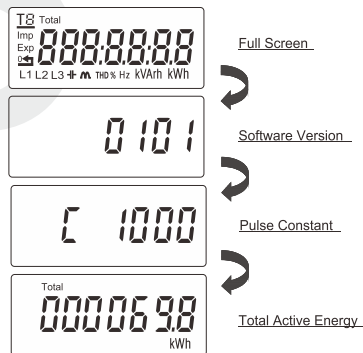 T8 Total
Imp
Exp
888:8.8:8.8
L1 L2 L3 THD % Hz kVArh kWh
Full Screen
0101
Software Version
C 1000
Pulse Constant
Total
000069.8
kWh
Total Active Energy